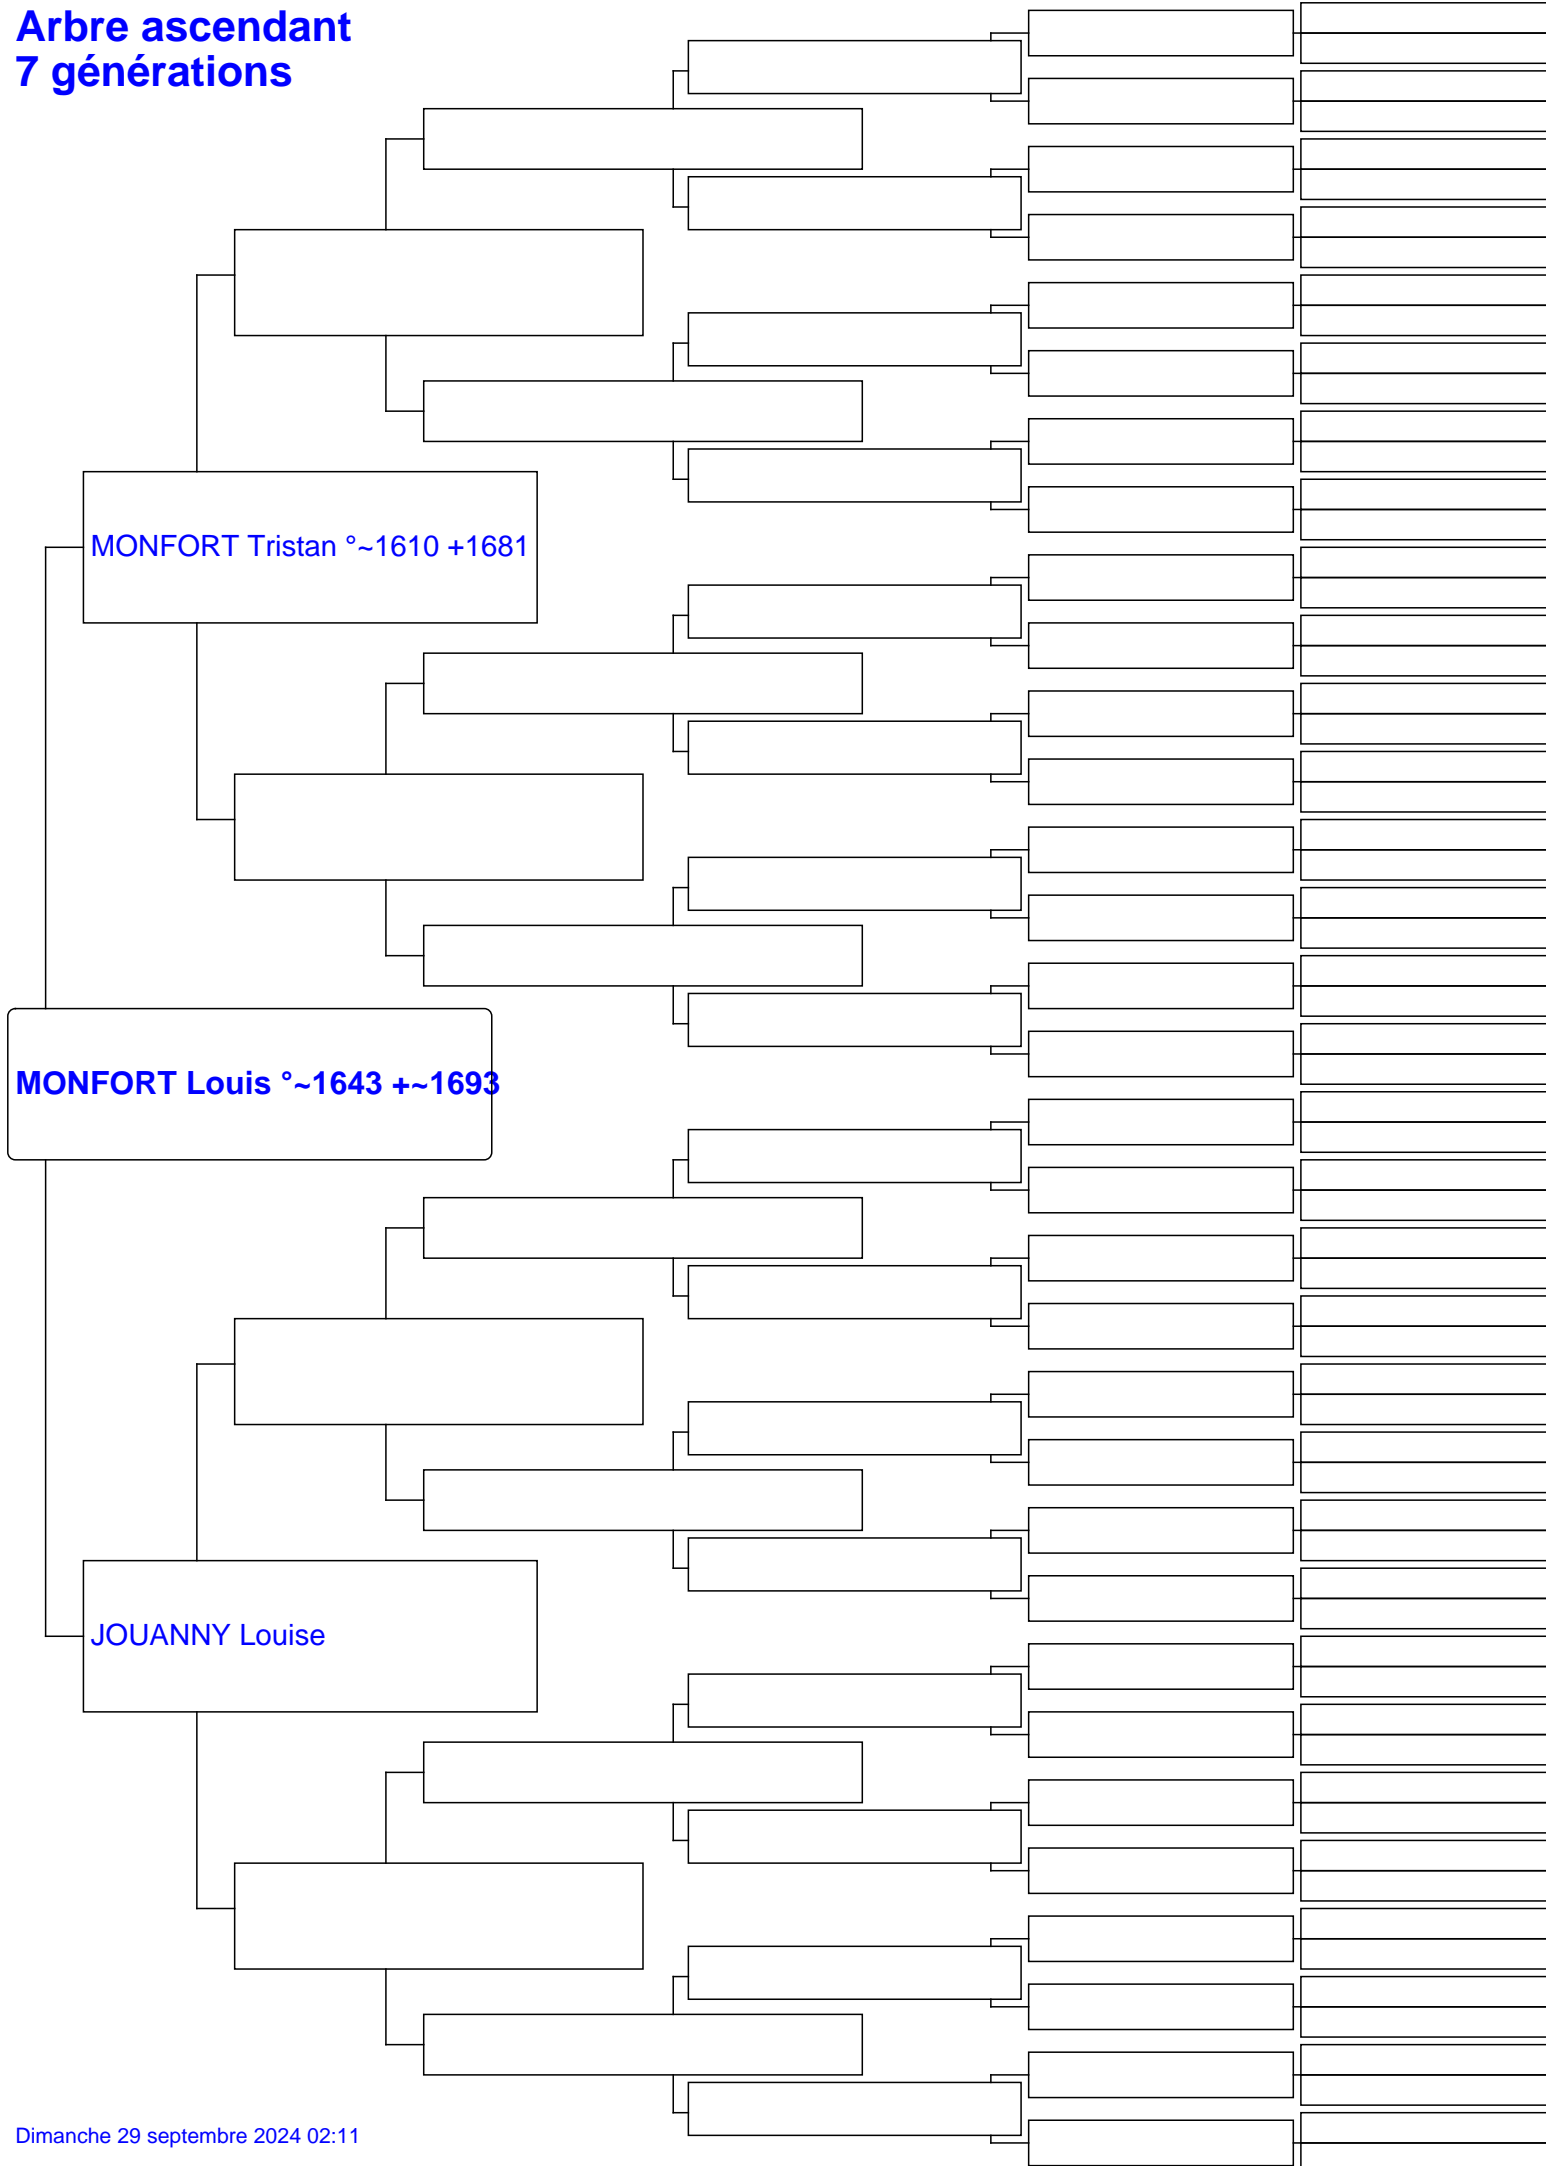 Arbre ascendant
7 générations
MONFORT Tristan °~1610 +1681
MONFORT Louis °~1643 +~1693
JOUANNY Louise
Dimanche 29 septembre 2024 02:11